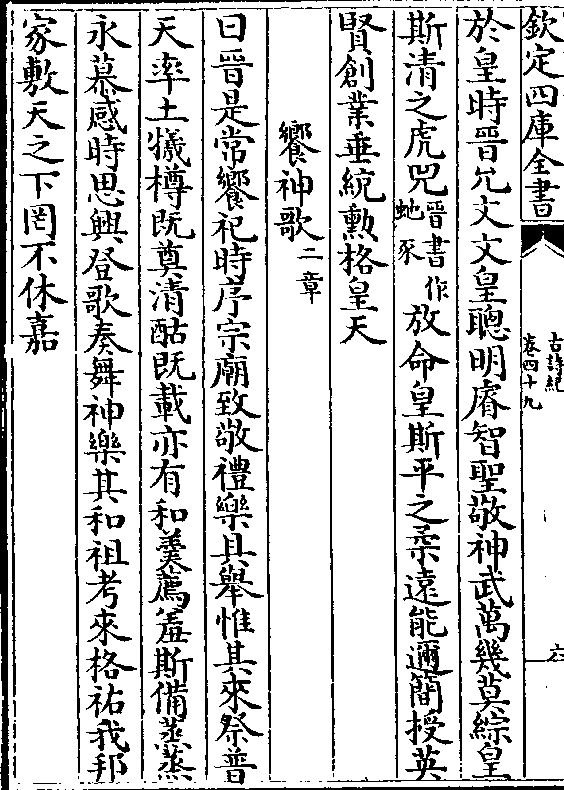 欽定四庫全書
古詩紀
卷四十九
六
於皇時晉允文文皇聰明睿智聖敬神武萬幾莫綜皇
斯清之虎兕晉書作虵豕放命皇斯平之柔遠能邇簡授英
賢創業垂統勲格皇天
饗神歌二章
曰晉是常饗祀時序宗廟致敬禮樂具舉惟其來祭普
天率土犧樽既奠清酤既載亦有和羹薦羞斯備蒸蒸
永慕感時思興登歌奏舞神樂其和祖考來格祐我邦
家敷天之下罔不休嘉